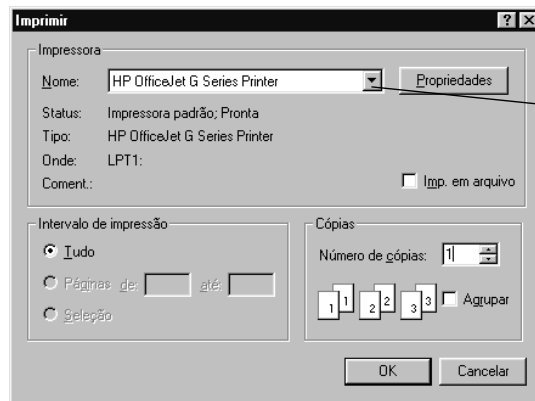 Imprimir
Impressora
Nome: HP OfficeJet G Series Printer Propriedades
Status: Impressora padrão; Pronta
Tipo: HP OfficeJet G Series Printer
Onde: LPT1:
Coment.: Imp. em arquivo
Intervalo de impressão
Tudo
Páginas de: até:
Seleção
Cópias
Número de cópias: 1
1 1 2 2 3 3 Agrupar
OK Cancelar